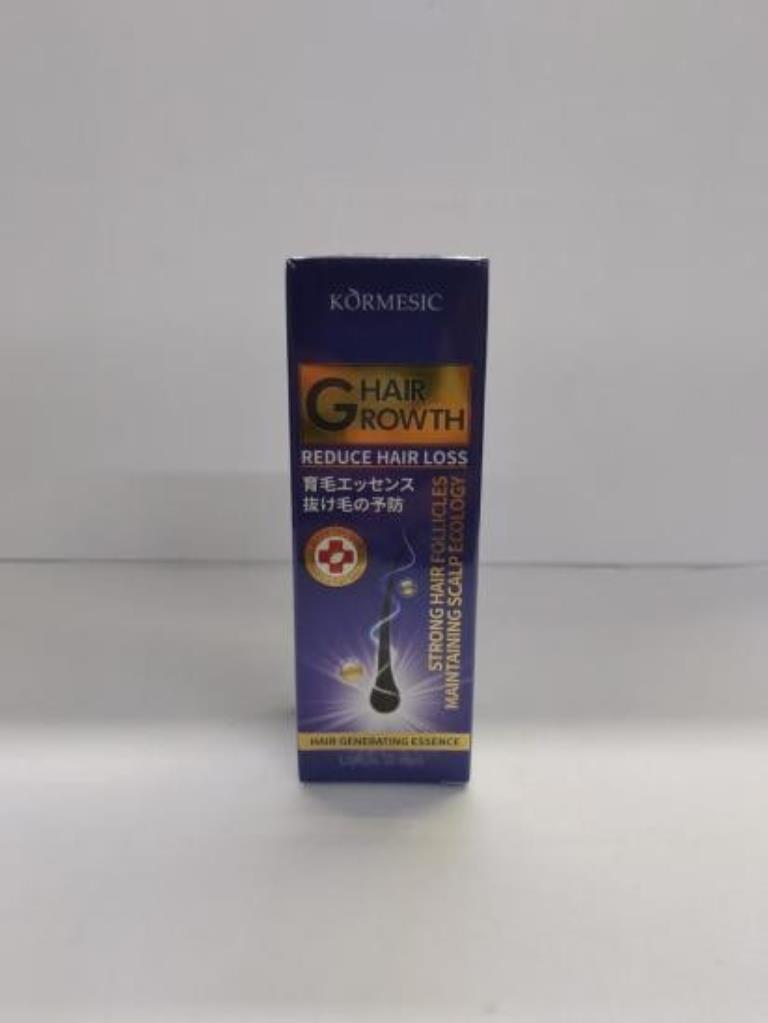 KÒRMESIC
HAIR
GROWTH
REDUCE HAIR LOSS
育毛エッセンス
抜け毛の予防
STRONG HAIR FOLLICLES
MAINTAINING SCALP ECOLOGY
HAIR GENERATING ESSENCE